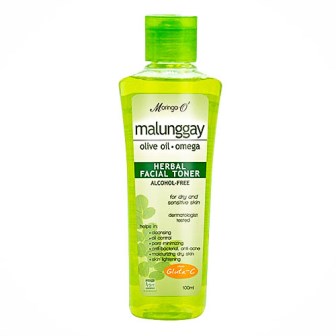 Moringa O'
malunggay
olive oil • omega
HERBAL
FACIAL TONER
ALCOHOL-FREE
for dry and
sensitive skin
dermatologist
tested
helps in:
• cleansing
• oil control
• pore minimizing
• anti-bacterial, anti-acne
• moisturizing dry skin
• skin lightening
Gluta-C
100ml